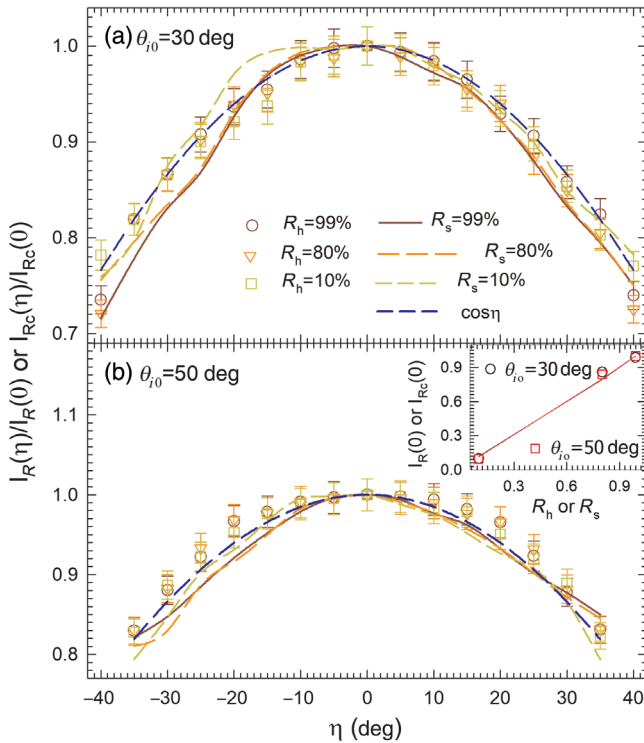 (a) θi0=30 deg
1.0
0.9
0.8
0.7
Rh=99%
Rs=99%
Rh=80%
Rs=80%
Rh=10%
Rs=10%
cosη
IR(η)/IR(0) or IRc(η)/IRc(0)
(b) θi0=50 deg
1.1
1.0
0.9
0.8
IR(0) or IRc(0)
0.9
0.6
0.3
0.0
θio=30 deg
θio=50 deg
0.3 0.6 0.9
Rh or Rs
−40 −30 −20 −10 0 10 20 30 40
η (deg)